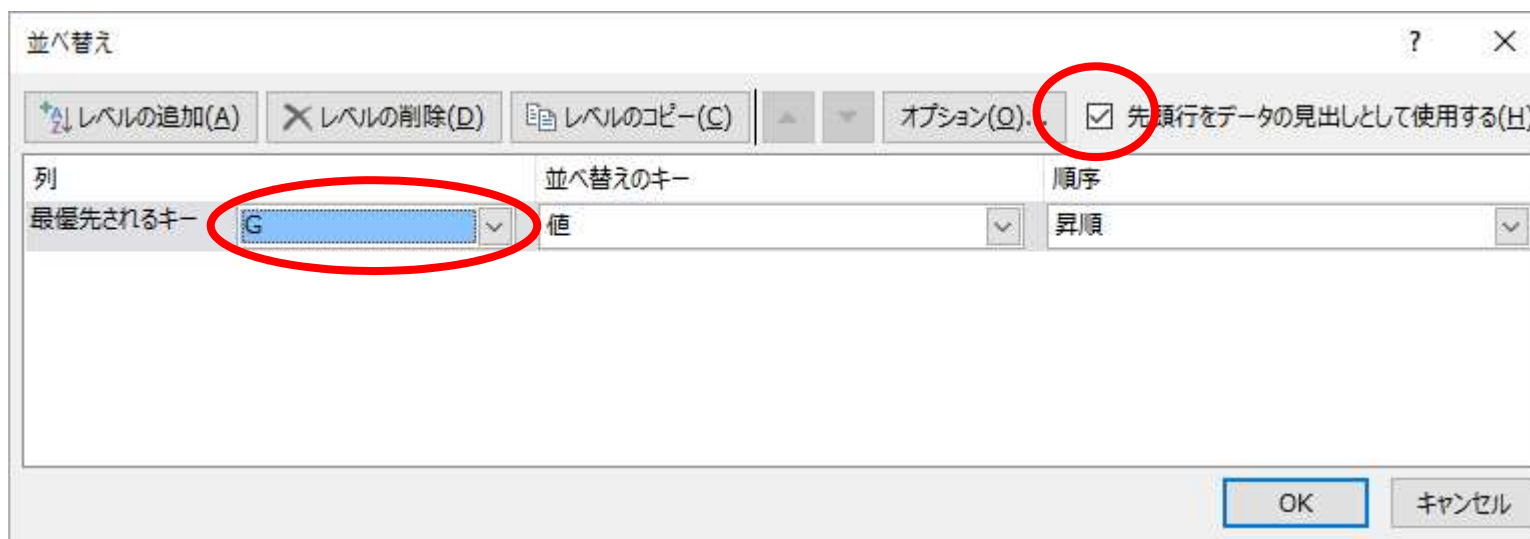 並べ替え ? ×
レベルの追加(A) レベルの削除(D) レベルのコピー(C) オプション(O)... 先頭行をデータの見出しとして使用する(H)
列 並べ替えのキー 順序
最優先されるキー G 値 昇順
OK キャンセル